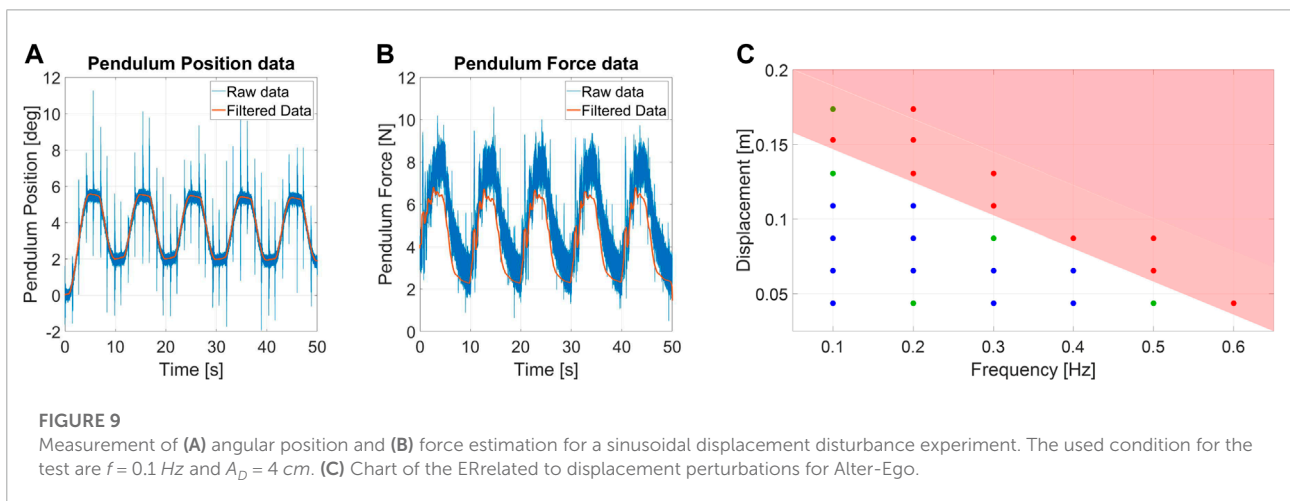 A
Pendulum Position data
Raw data
Filtered Data
Pendulum Position [deg]
12
10
8
6
4
2
0
-2
0 10 20 30 40 50
Time [s]
B
Pendulum Force data
Raw data
Filtered Data
Pendulum Force [N]
12
10
8
6
4
2
0
0 10 20 30 40 50
Time [s]
C
Displacement [m]
0.2
0.15
0.1
0.05
0.1 0.2 0.3 0.4 0.5 0.6
Frequency [Hz]
FIGURE 9
Measurement of (A) angular position and (B) force estimation for a sinusoidal displacement disturbance experiment. The used condition for the
test are f = 0.1 Hz and A_D = 4 cm. (C) Chart of the ERrelated to displacement perturbations for Alter-Ego.